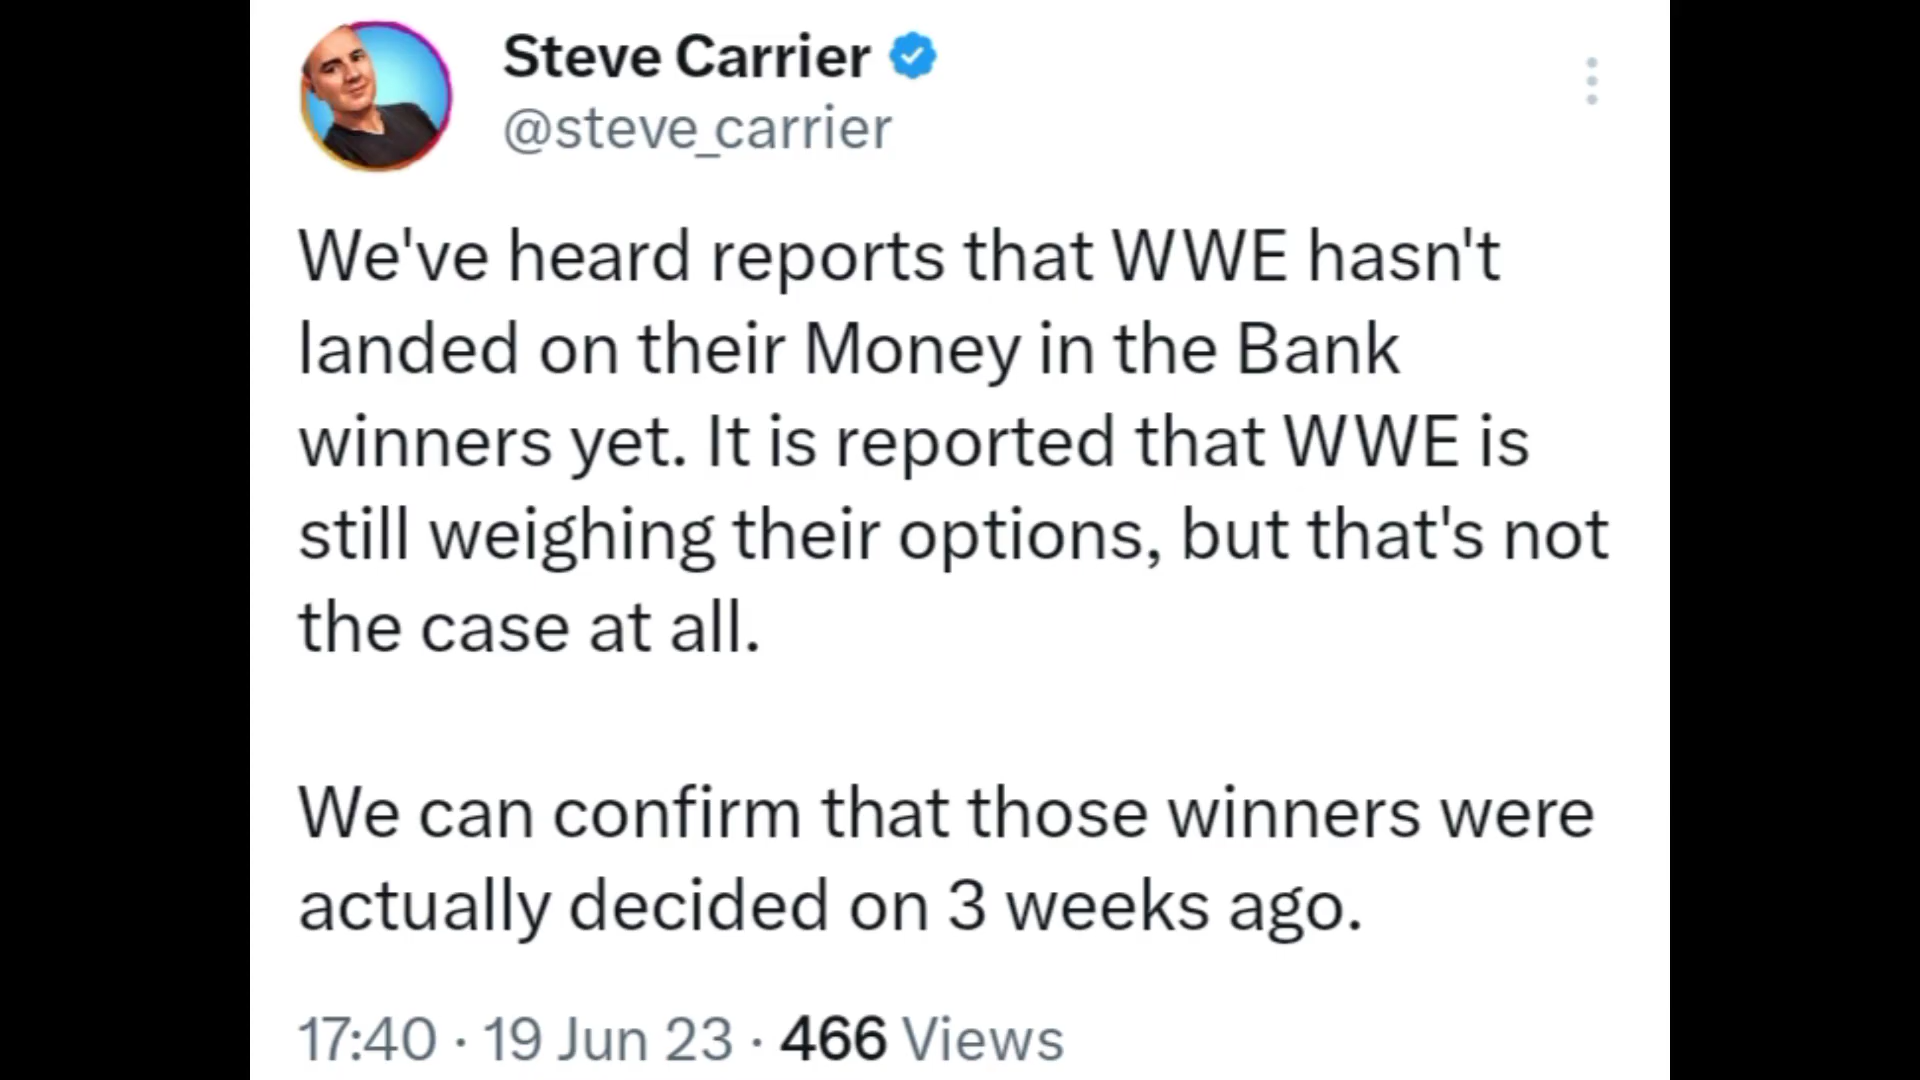 Steve Carrier
@steve_carrier
We've heard reports that WWE hasn't
landed on their Money in the Bank
winners yet. It is reported that WWE is
still weighing their options, but that's not
the case at all.
We can confirm that those winners were
actually decided on 3 weeks ago.
17:40 · 19 Jun 23 · 466 Views